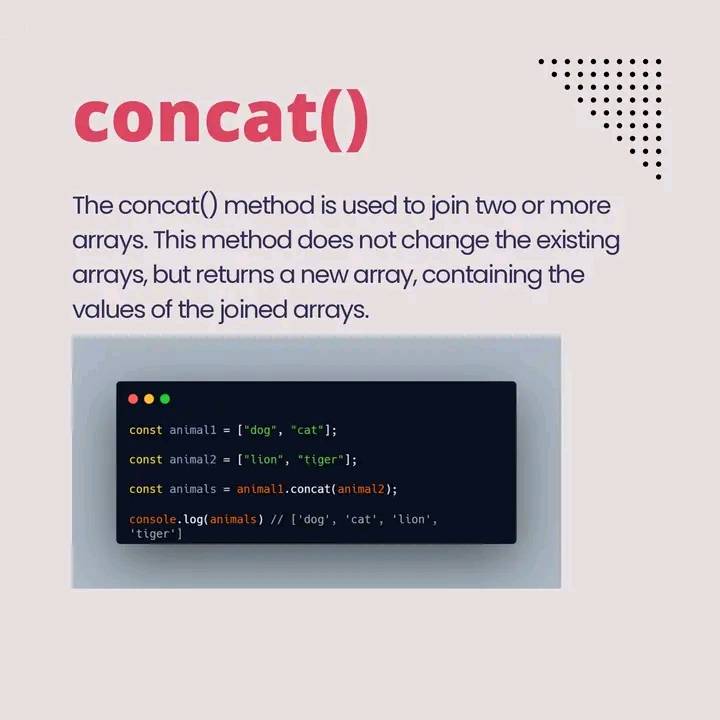 concat()
The concat() method is used to join two or more
arrays. This method does not change the existing
arrays, but returns a new array, containing the
values of the joined arrays.
const animal1 = ["dog", "cat"];
const animal2 = ["lion", "tiger"];
const animals = animal1.concat(animal2);
console.log(animals) // ['dog', 'cat', 'lion',
'tiger']